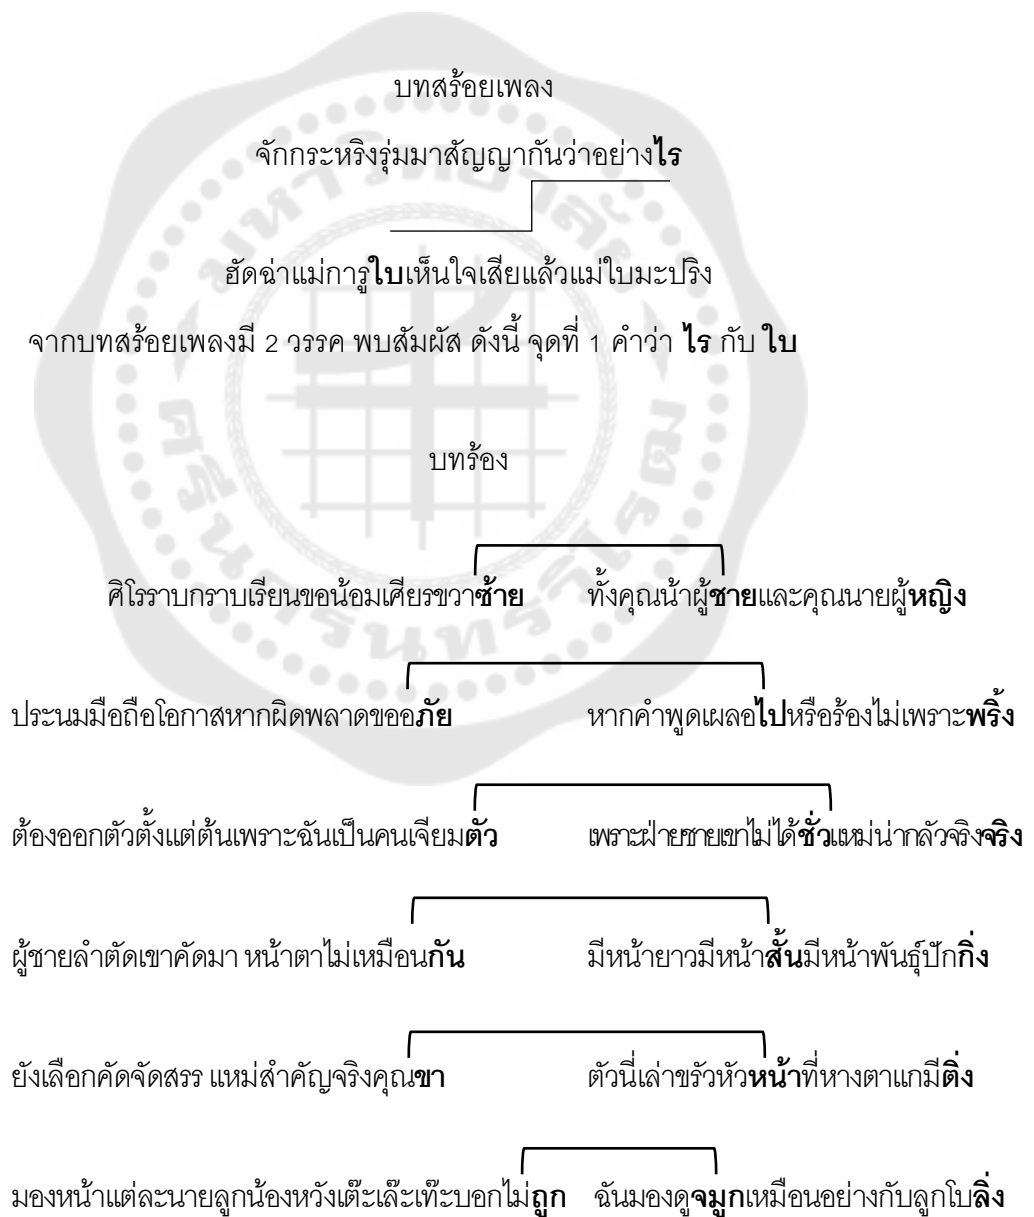 บทสร้อยเพลง
จักกระหริงรุ่มมาสัญญากันว่าอย่างไร
ฮัดฉ่าแม่การูใบเห็นใจเสียแล้วแม่ใบมะปริง
จากบทสร้อยเพลงมี 2 วรรค พบสัมผัส ดังนี้ จุดที่ 1 คำว่า ไร กับ ใบ
บทร้อง
ศิโรราบกราบเรียนขอน้อมเศียรขวาซ้าย ทั้งคุณน้าผู้ชายและคุณนายผู้หญิง
ประนมมือถือโอกาสหากผิดพลาดขออภัย หากคำพูดเผลอไปหรือร้องไม่เพราะพริ้ง
ต้องออกตัวตั้งแต่ต้นเพราะฉันเป็นคนเจียมตัว เพราะฝ่ายชายเขาไม่ได้ชั่วแหม่น่ากลัวจริงจริง
ผู้ชายลำตัดเขาคัดมา หน้าตาไม่เหมือนกัน มีหน้ายาวมีหน้าสั้นมีหน้าพันธุ์ปักกิ่ง
ยังเลือกคัดจัดสรร แหม่สำคัญจริงคุณขา ตัวนี่เล่าขรัวหัวหน้าที่หางตาแกมีติ่ง
มองหน้าแต่ละนายลูกน้องหวังเต๊ะเล๊ะเท๊ะบอกไม่ถูก ฉันมองดูจมูกเหมือนอย่างกับลูกโบลิ่ง
มหาวิทยาลัย
ศรีนครินทรวิโรฒ